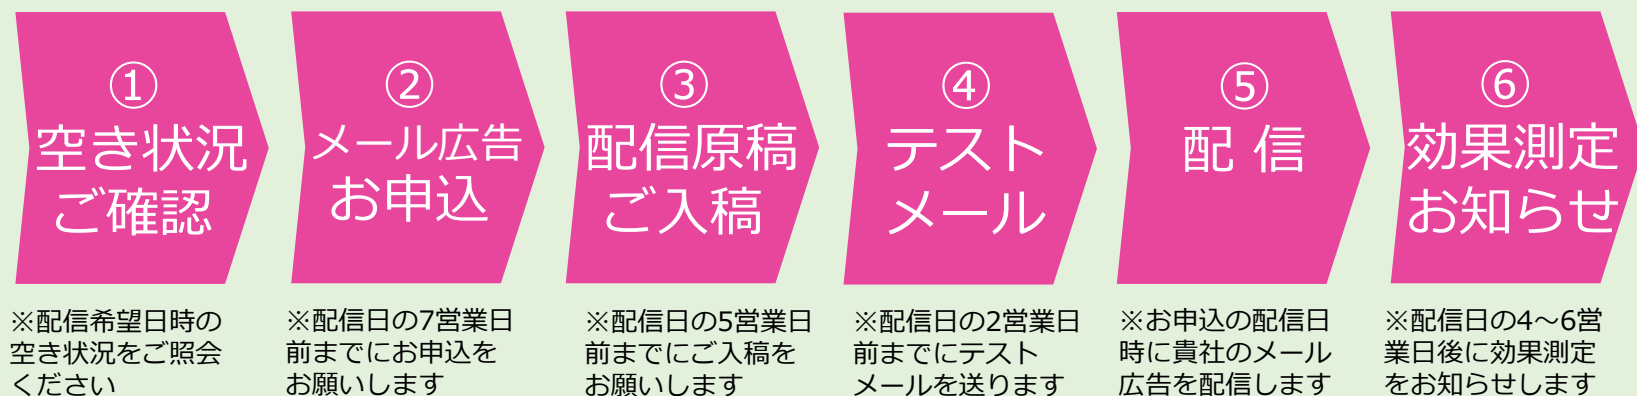 ①
空き状況
ご確認
※配信希望日時の
空き状況をご照会
ください
②
メール広告
お申込
※配信日の7営業日
前までにお申込を
お願いします
③
配信原稿
ご入稿
※配信日の5営業日
前までにご入稿を
お願いします
④
テスト
メール
※配信日の2営業日
前までにテスト
メールを送ります
⑤
配 信
※お申込の配信日
時に貴社のメール
広告を配信します
⑥
効果測定
お知らせ
※配信日の4～6営
業日後に効果測定
をお知らせします